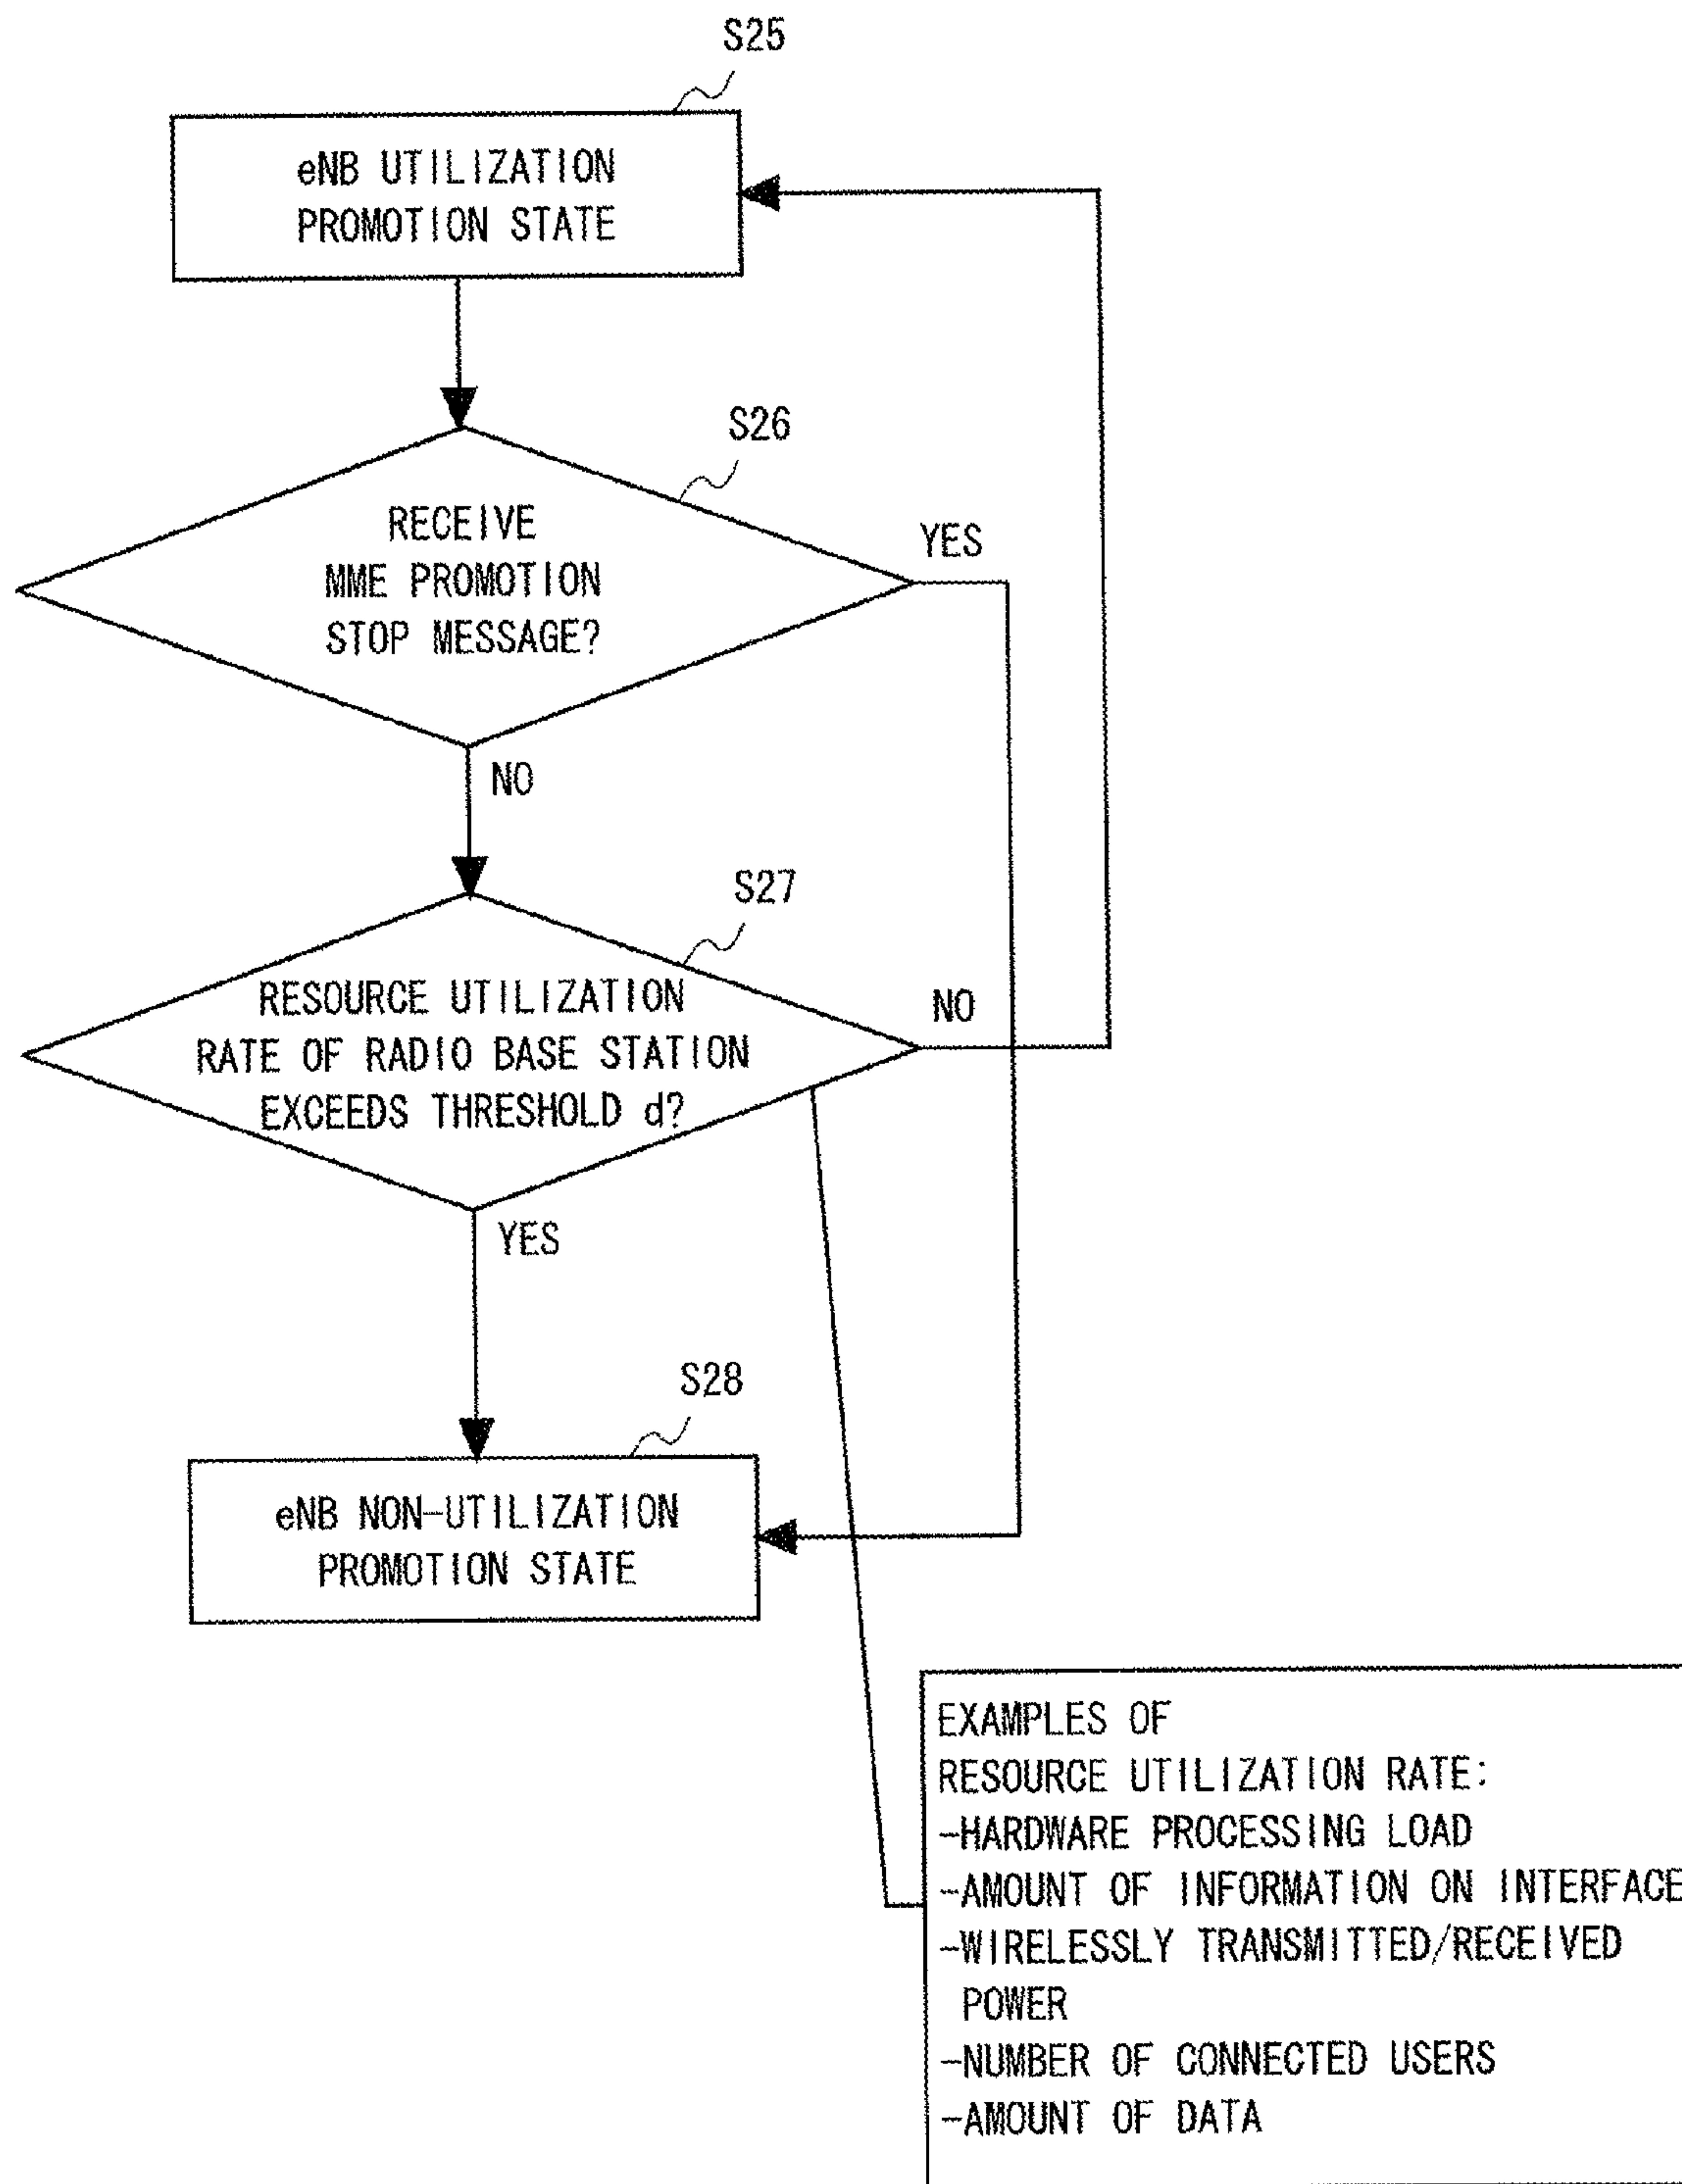 S25
eNB UTILIZATION
PROMOTION STATE
S26
RECEIVE
MME PROMOTION
STOP MESSAGE?
YES
NO
S27
RESOURCE UTILIZATION
RATE OF RADIO BASE STATION
EXCEEDS THRESHOLD d?
NO
YES
S28
eNB NON-UTILIZATION
PROMOTION STATE
EXAMPLES OF
RESOURCE UTILIZATION RATE:
-HARDWARE PROCESSING LOAD
-AMOUNT OF INFORMATION ON INTERFACE
-WIRELESSLY TRANSMITTED/RECEIVED
POWER
-NUMBER OF CONNECTED USERS
-AMOUNT OF DATA